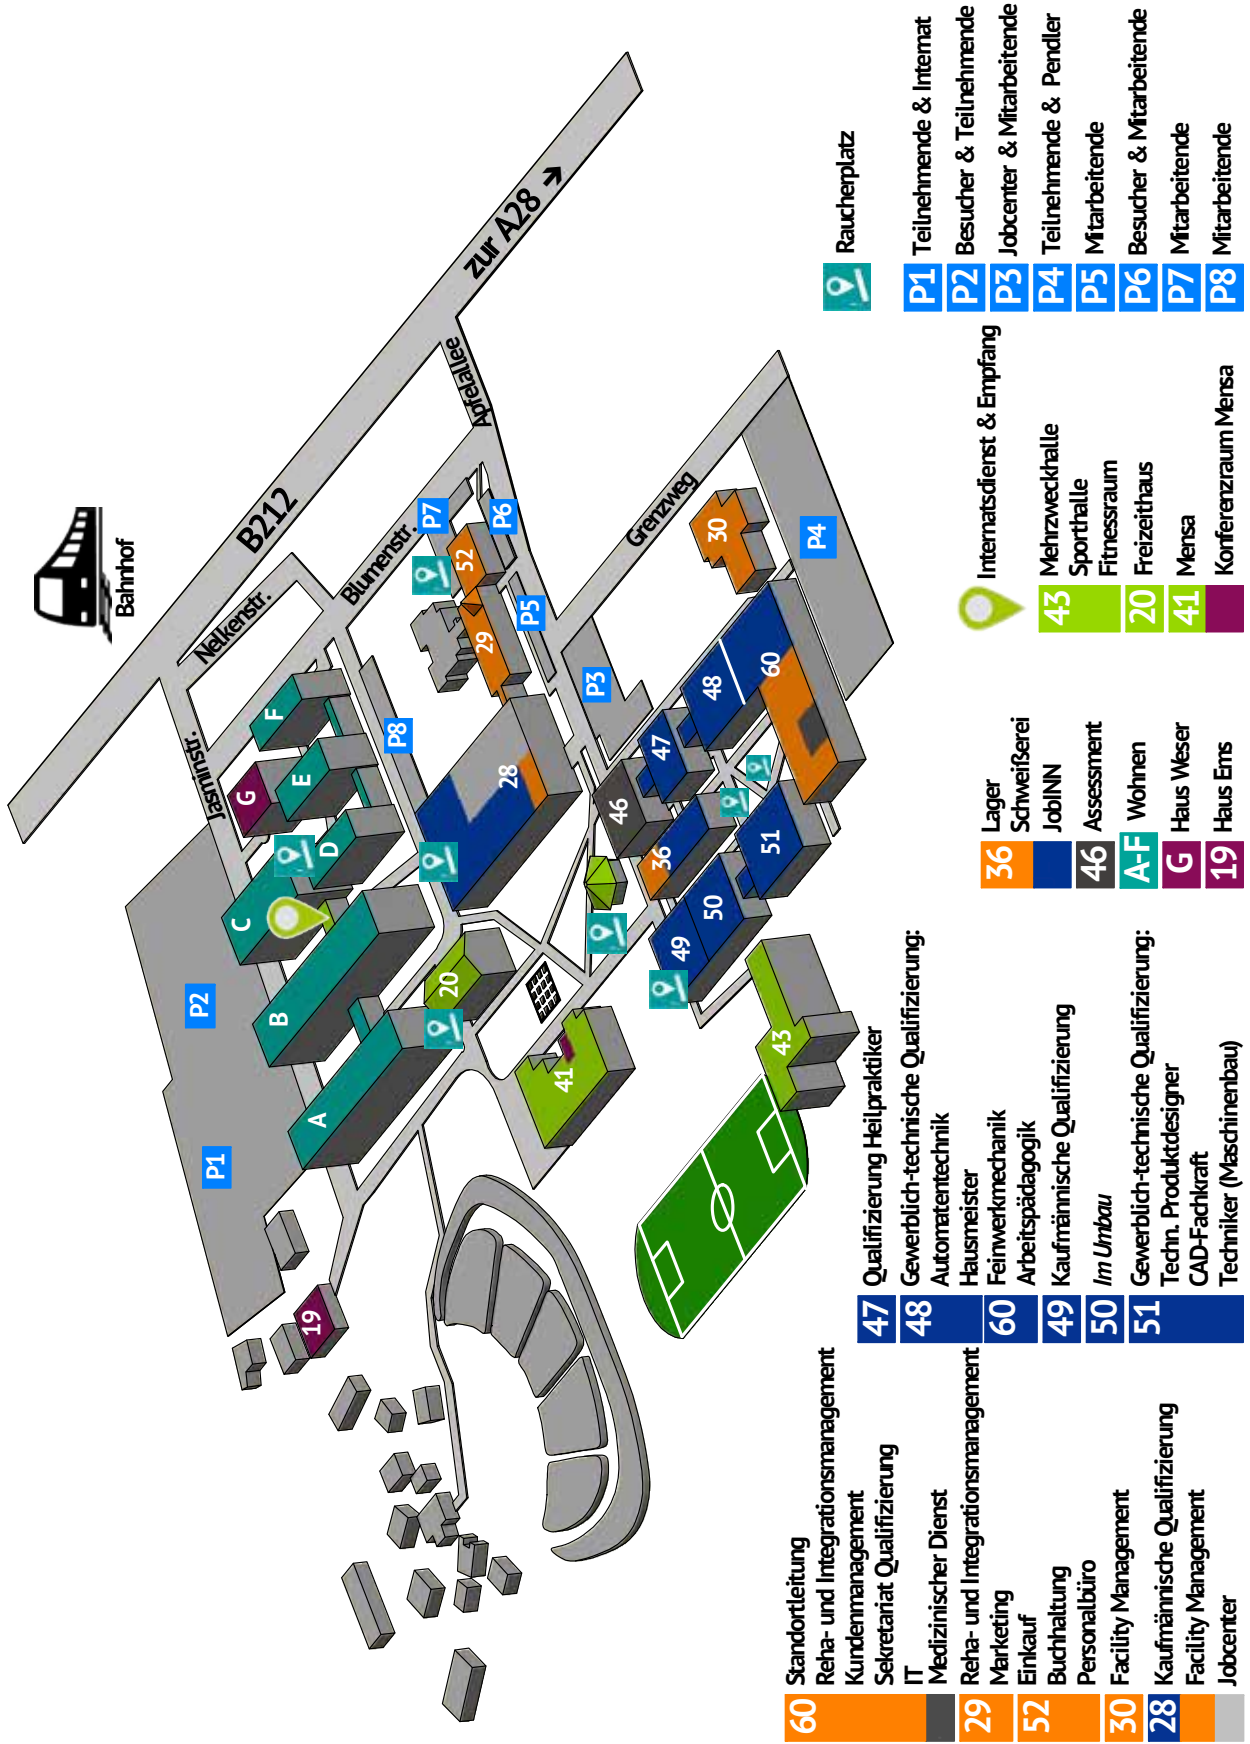 Bahnhof
B212
zur A28 →
Nelkenstr.
Jasminstr.
Blumenstr.
Apfelallee
Grenzweg
P1
P2
P3
P4
P5
P6
P7
P8
A
B
C
D
E
F
G
19
20
28
29
30
36
41
43
46
47
48
49
50
51
52
60
60 Standortleitung
Reha- und Integrationsmanagement
Kundenmanagement
Sekretariat Qualifizierung
IT
Medizinischer Dienst
29 Reha- und Integrationsmanagement
Marketing
Einkauf
52 Buchhaltung
Personalbüro
30 Facility Management
28 Kaufmännische Qualifizierung
Facility Management
Jobcenter
47 Qualifizierung Heilpraktiker
48 Gewerblich-technische Qualifizierung:
Automatentechnik
Hausmeister
60 Feinwerkmechanik
Arbeitspädagogik
49 Kaufmännische Qualifizierung
50 Im Umbau
51 Gewerblich-technische Qualifizierung:
Techn. Produktdesigner
CAD-Fachkraft
Techniker (Maschinenbau)
36 Lager
Schweißerei
JobINN
46 Assessment
A-F Wohnen
G Haus Weser
19 Haus Ems
Internatsdienst & Empfang
43 Mehrzweckhalle
Sporthalle
Fitnessraum
20 Freizeithaus
41 Mensa
Konferenzraum Mensa
Raucherplatz
P1 Teilnehmende & Internat
P2 Besucher & Teilnehmende
P3 Jobcenter & Mitarbeitende
P4 Teilnehmende & Pendler
P5 Mitarbeitende
P6 Besucher & Mitarbeitende
P7 Mitarbeitende
P8 Mitarbeitende